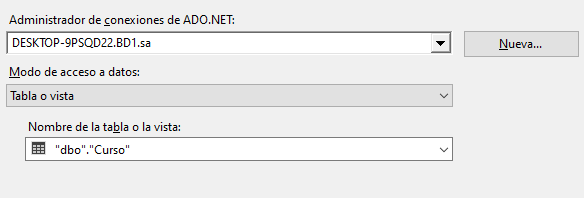 Administrador de conexiones de ADO.NET:
DESKTOP-9PSQD22.BD1.sa
Nueva...
Modo de acceso a datos:
Tabla o vista
Nombre de la tabla o la vista:
"dbo"."Curso"